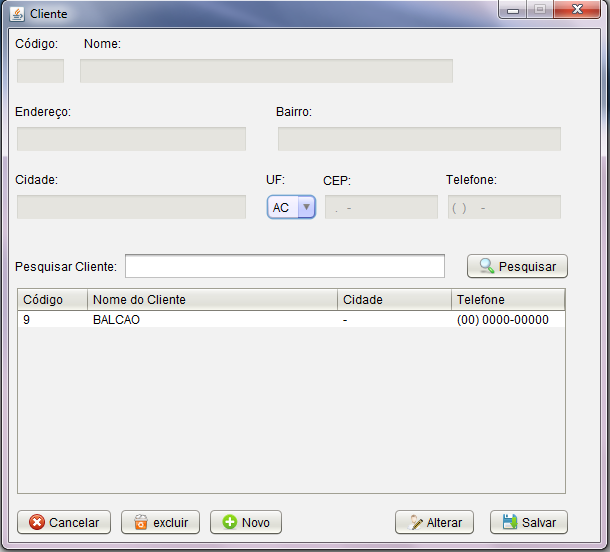 Cliente
Código: Nome:
Endereço: Bairro:
Cidade: UF: CEP: Telefone:
AC . - ( ) -
Pesquisar Cliente: Pesquisar
Código Nome do Cliente Cidade Telefone
9 BALCAO - (00) 0000-00000
Cancelar excluir Novo Alterar Salvar